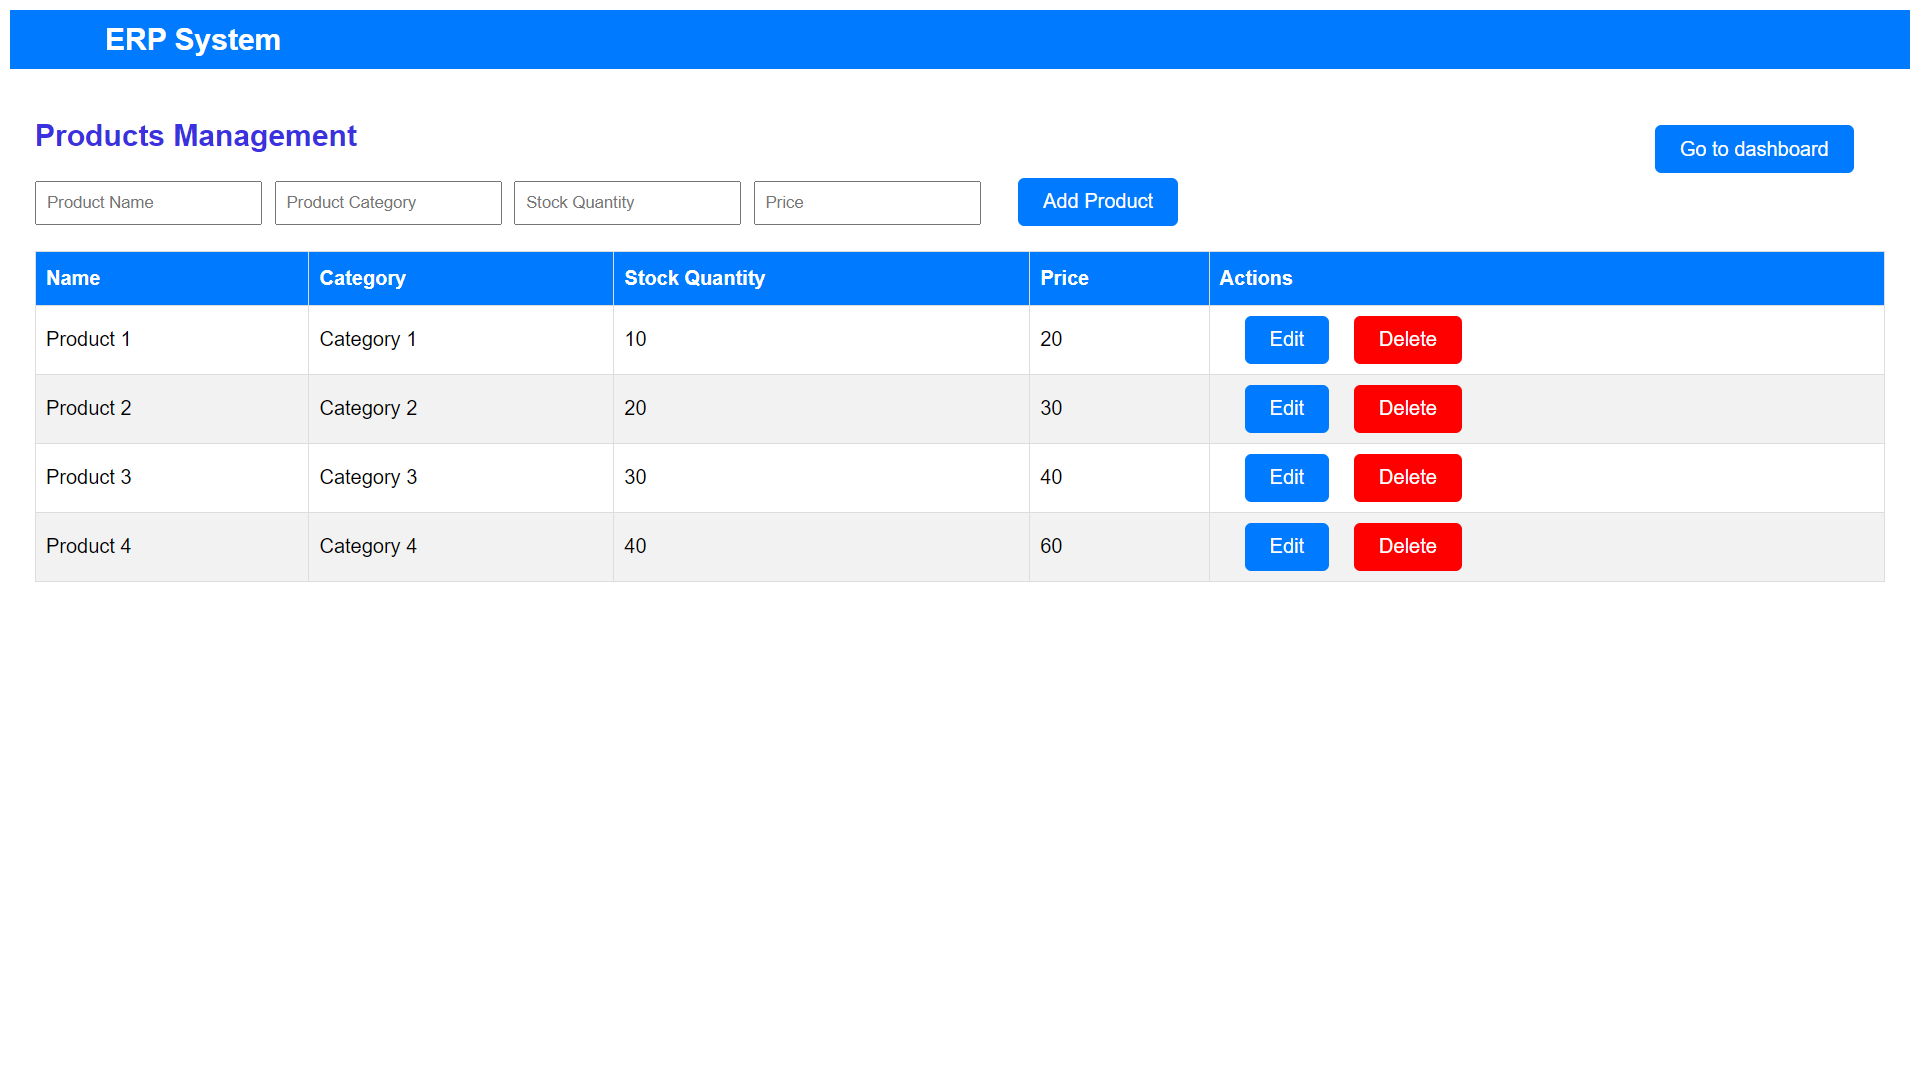 ERP System
Products Management
Go to dashboard
Product Name Product Category Stock Quantity Price Add Product
Name Category Stock Quantity Price Actions
Product 1 Category 1 10 20 Edit Delete
Product 2 Category 2 20 30 Edit Delete
Product 3 Category 3 30 40 Edit Delete
Product 4 Category 4 40 60 Edit Delete